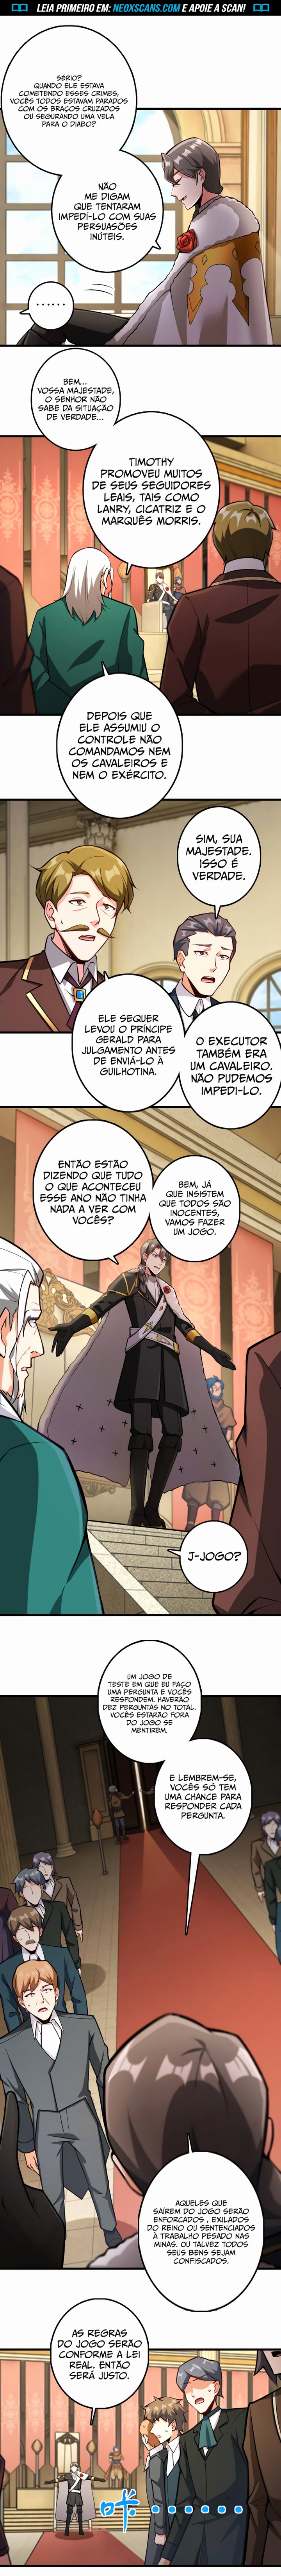 LEIA PRIMEIRO EM: NEOXSCANS.COM E APOIE A SCAN!
SÉRIO?
QUANDO ELE ESTAVA
COMETENDO ESSES CRIMES,
VOCÊS TODOS ESTAVAM PARADOS
COM OS BRAÇOS CRUZADOS
OU SEGURANDO UMA VELA
PARA O DIABO?
NÃO
ME DIGAM
QUE TENTARAM
IMPEDÍ-LO COM SUAS
PERSUASÕES
INÚTEIS.
......
BEM...
VOSSA MAJESTADE,
O SENHOR NÃO
SABE DA SITUAÇÃO
DE VERDADE...
TIMOTHY
PROMOVEU MUITOS
DE SEUS SEGUIDORES
LEAIS, TAIS COMO
LANRY, CICATRIZ E O
MARQUÊS MORRIS.
DEPOIS QUE
ELE ASSUMIU O
CONTROLE NÃO
COMANDAMOS NEM
OS CAVALEIROS E
NEM O EXÉRCITO.
SIM, SUA
MAJESTADE.
ISSO É
VERDADE.
ELE SEQUER
LEVOU O PRÍNCIPE
GERALD PARA
JULGAMENTO ANTES
DE ENVIÁ-LO À
GUILHOTINA.
O EXECUTOR
TAMBÉM ERA
UM CAVALEIRO.
NÃO PUDEMOS
IMPEDI-LO.
ENTÃO ESTÃO
DIZENDO QUE TUDO
O QUE ACONTECEU
ESSE ANO NÃO TINHA
NADA A VER COM
VOCÊS?
BEM, JÁ
QUE INSISTEM
QUE TODOS SÃO
INOCENTES,
VAMOS FAZER
UM JOGO.
J-JOGO?
UM JOGO DE
TESTE EM QUE EU FAÇO
UMA PERGUNTA E VOCÊS
RESPONDEM. HAVERÃO
DEZ PERGUNTAS NO TOTAL.
VOCÊS ESTARÃO FORA
DO JOGO SE
MENTIREM.
E LEMBREM-SE,
VOCÊS SÓ TEM
UMA CHANCE PARA
RESPONDER CADA
PERGUNTA.
AQUELES QUE
SAÍREM DO JOGO SERÃO
ENFORCADOS , EXILADOS
DO REINO OU SENTENCIADOS
À TRABALHO PESADO NAS
MINAS. OU TALVEZ TODOS
SEUS BENS SEJAM
CONFISCADOS.
AS REGRAS
DO JOGO SERÃO
CONFORME A LEI
REAL. ENTÃO
SERÁ JUSTO.
咔......